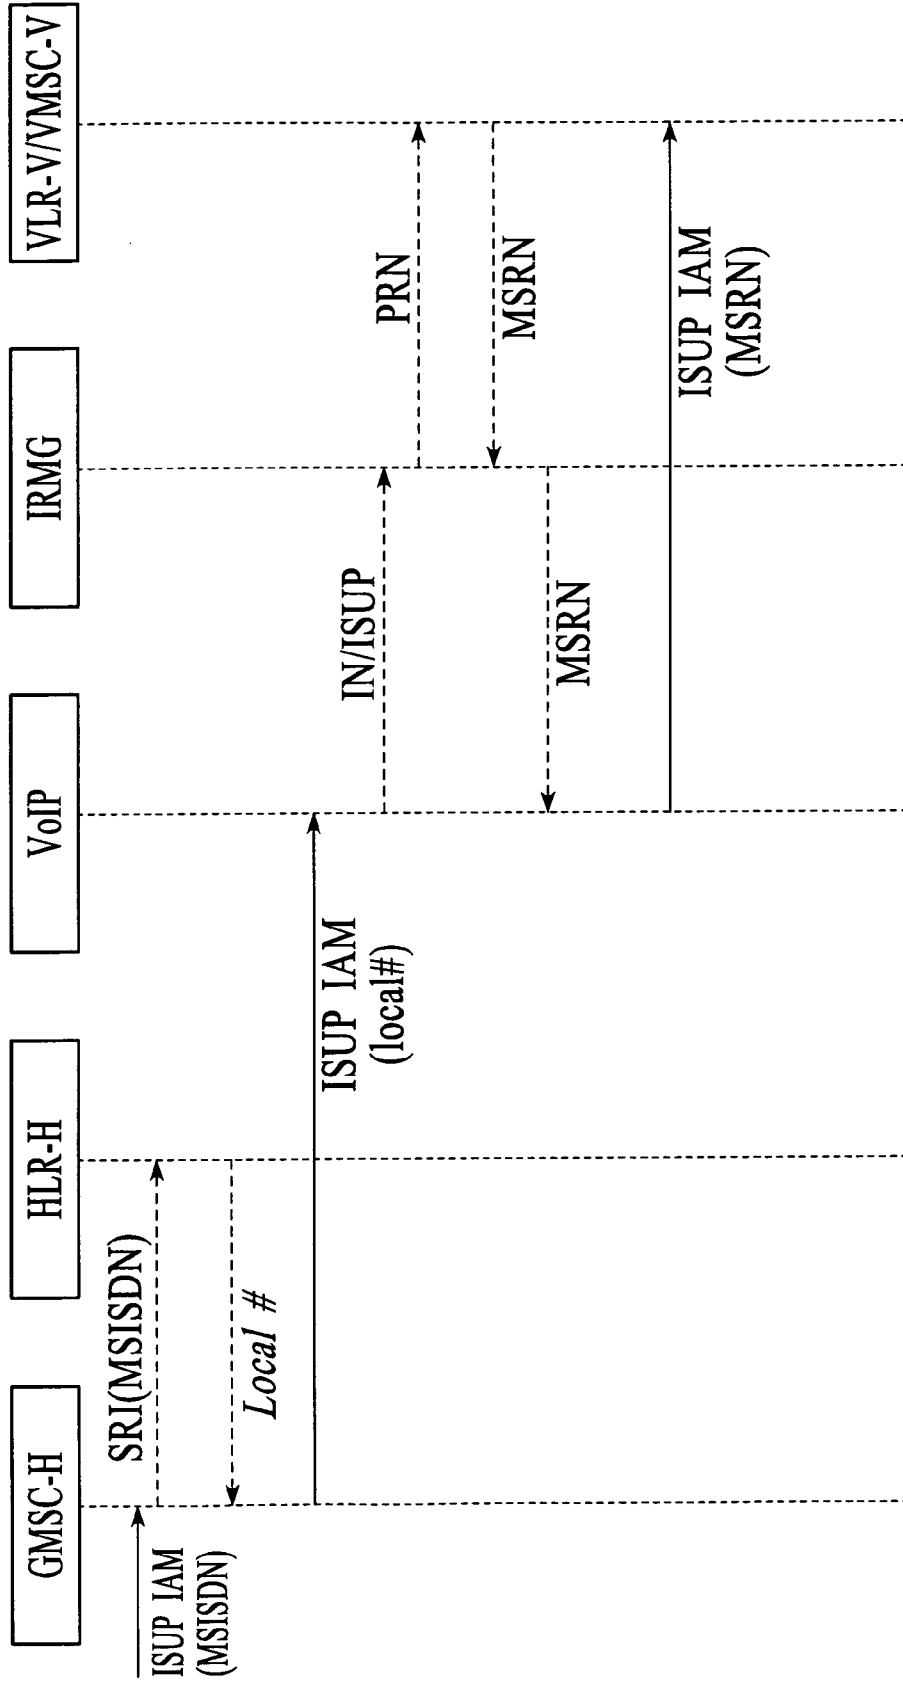 GMSC-H
HLR-H
VoIP
IRMG
VLR-V/VMSC-V
ISUP IAM
(MSISDN)
SRI(MSISDN)
Local #
ISUP IAM
(local#)
IN/ISUP
PRN
MSRN
MSRN
ISUP IAM
(MSRN)